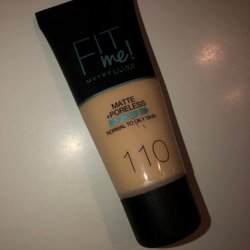 FIT
me!
MAYBELLINE
MATTE
+PORELESS
NORMAL TO OILY SKIN
110